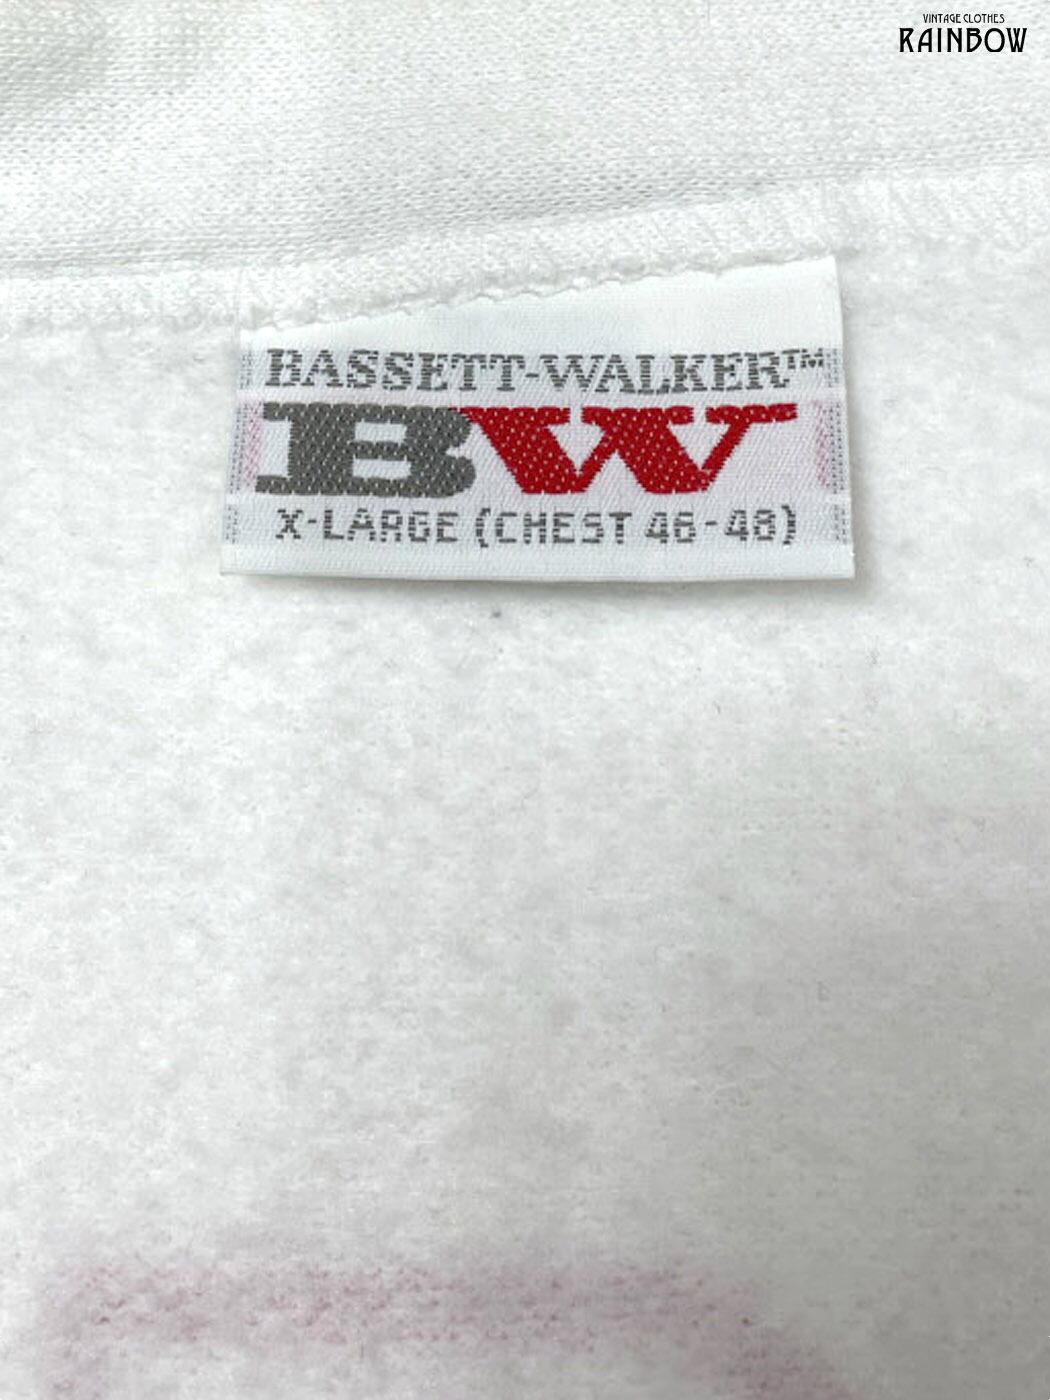 VINTAGE CLOTHES
RAINBOW
BASSETT-WALKER™
BW
X-LARGE (CHEST 46-48)